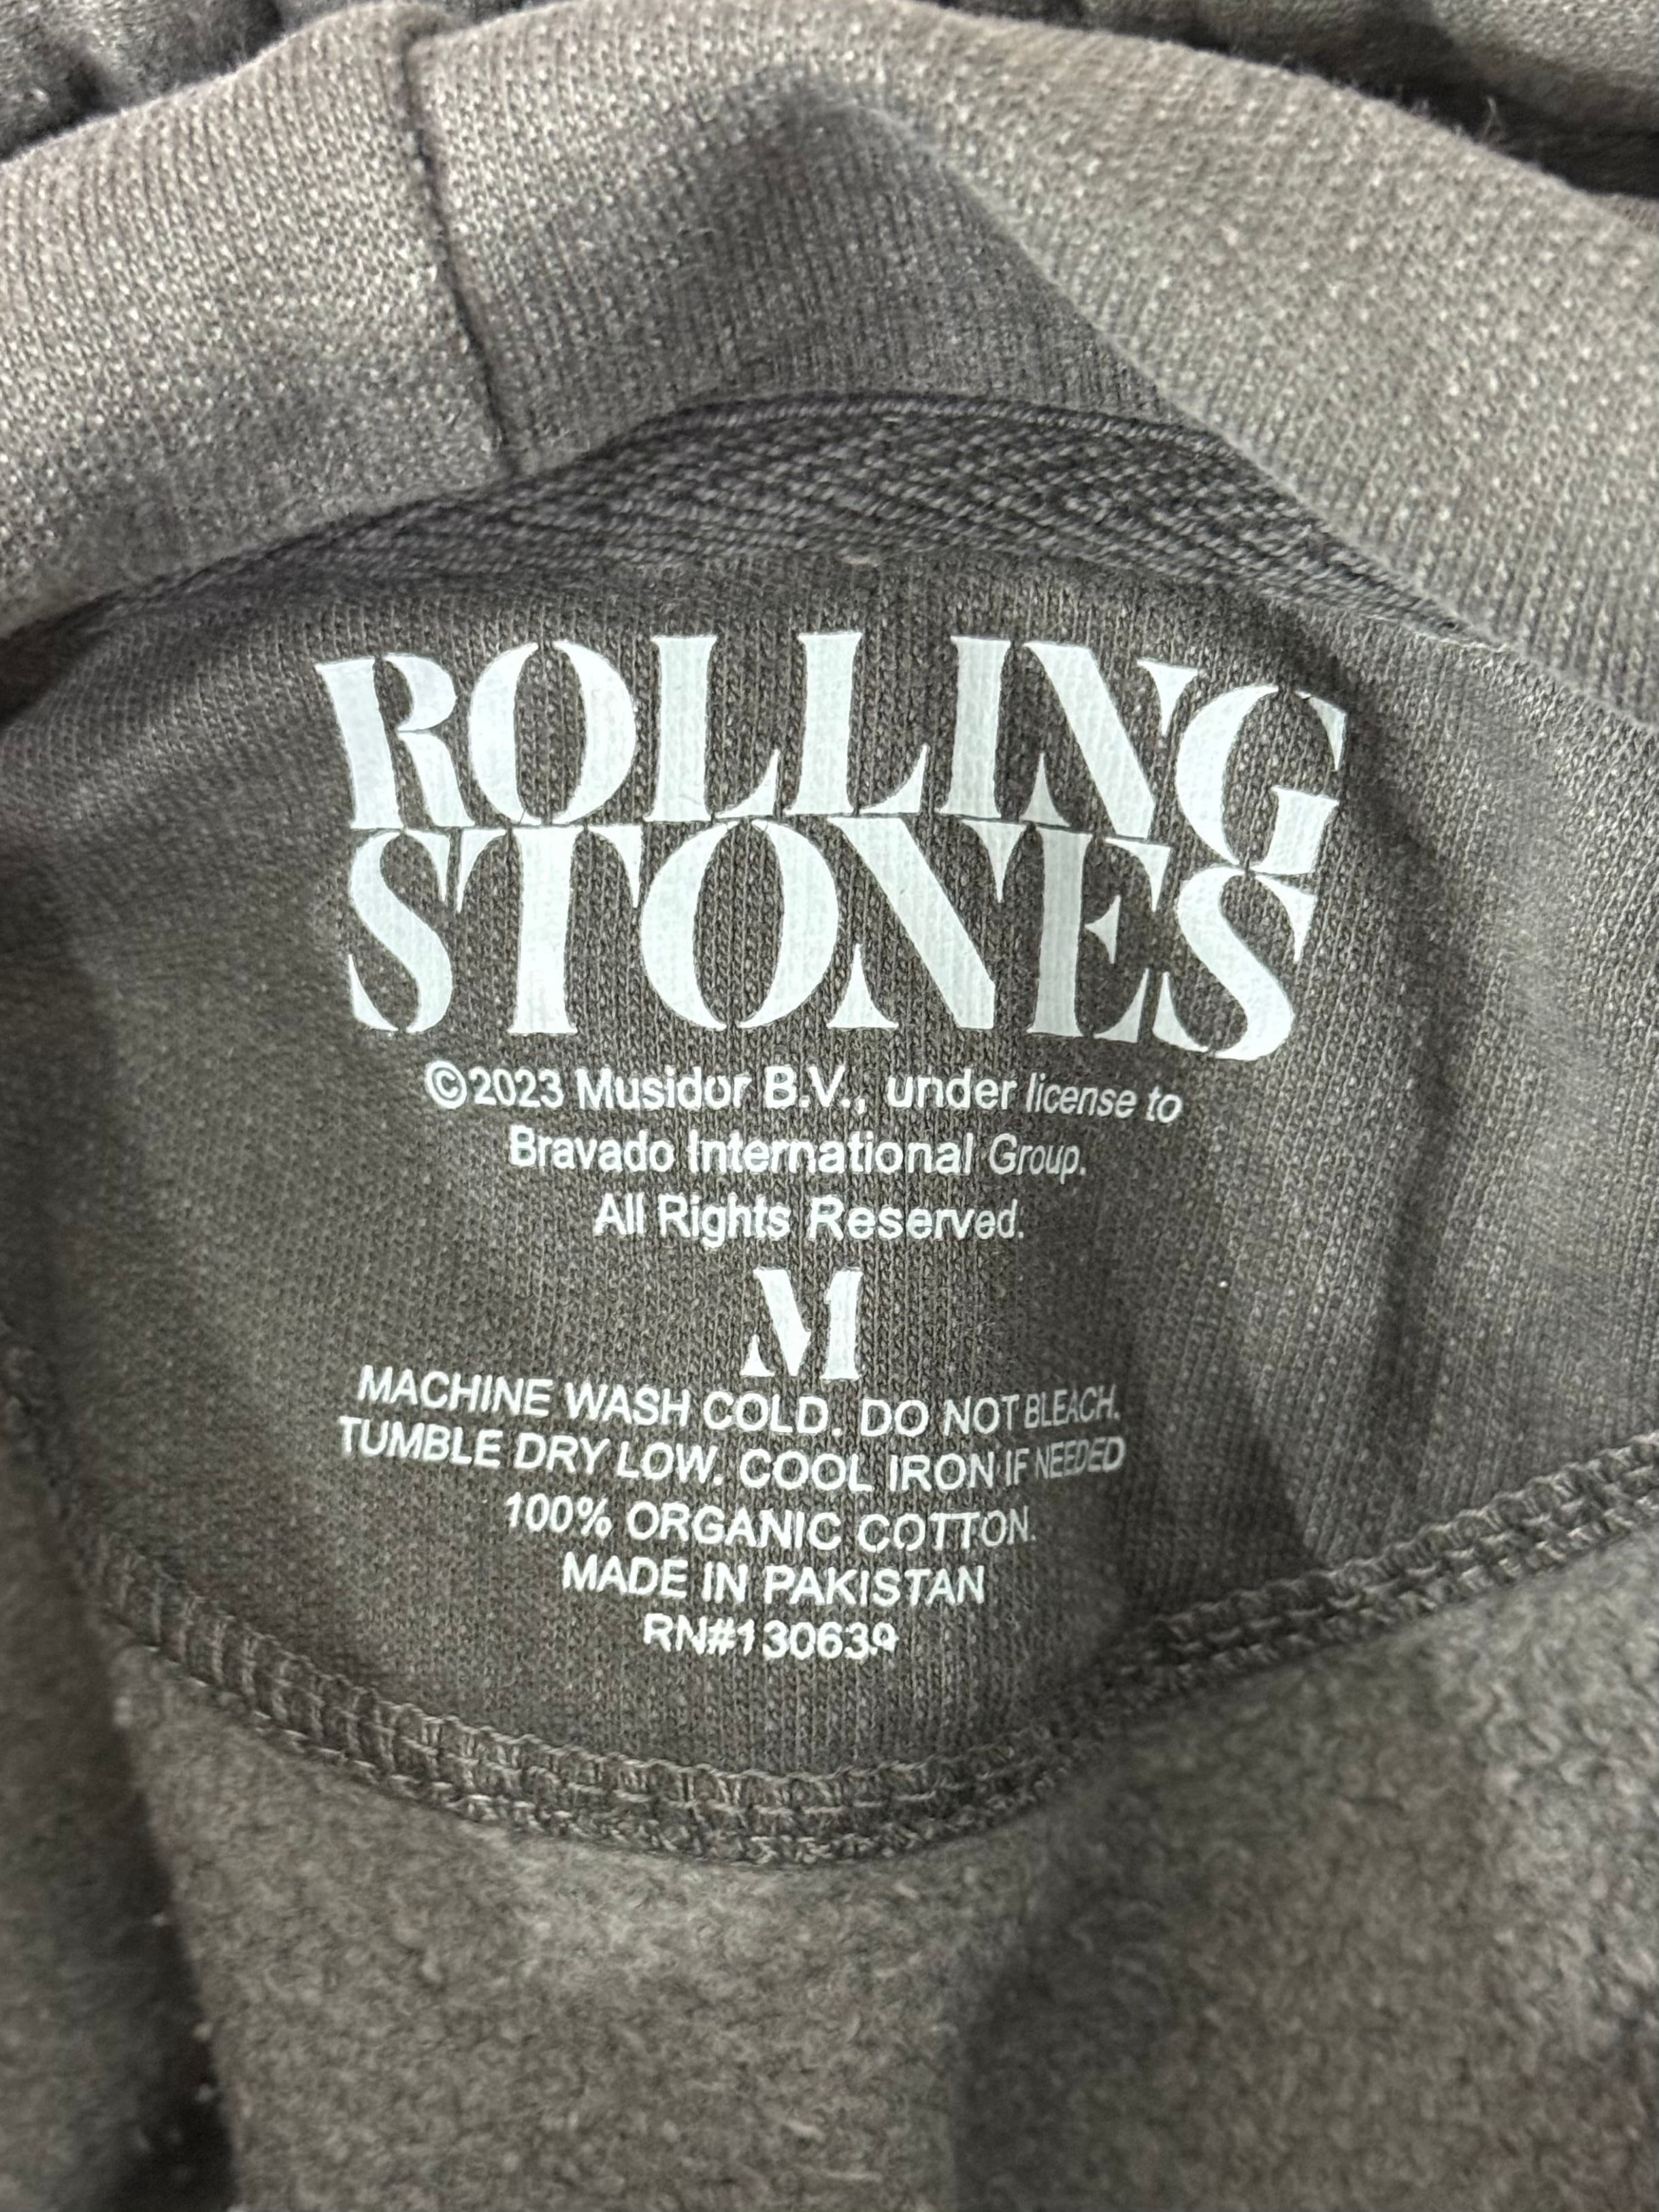 ROLLING
STONES
©2023 Musidor B.V., under license to
Bravado International Group.
All Rights Reserved.
M
MACHINE WASH COLD. DO NOT BLEACH.
TUMBLE DRY LOW. COOL IRON IF NEEDED
100% ORGANIC COTTON.
MADE IN PAKISTAN
RN#130639